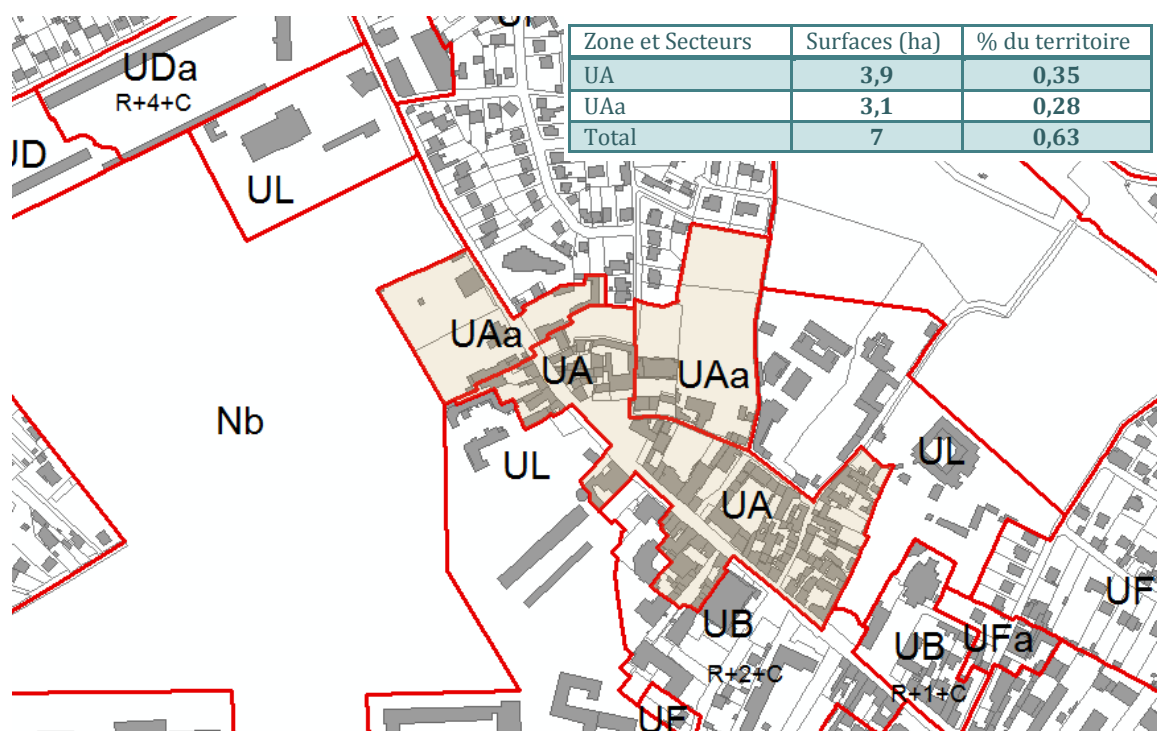 Zone et Secteurs Surfaces (ha) % du territoire
UA 3,9 0,35
UAa 3,1 0,28
Total 7 0,63
UDa
R+4+C
UD
UL
UAa
UA
UAa
Nb
UL
UL
UA
UF
UB
R+2+C
UB
R+1+C
UFa
UF